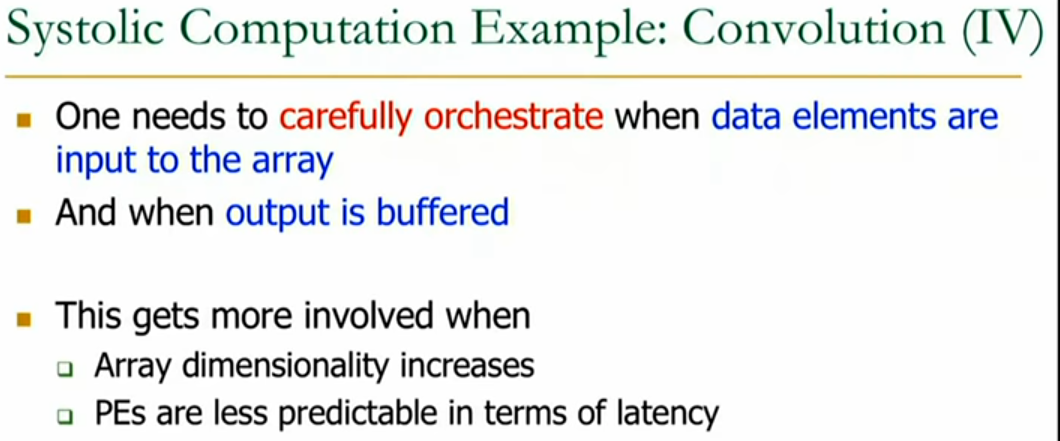 Systolic Computation Example: Convolution (IV)
One needs to carefully orchestrate when data elements are
input to the array
And when output is buffered
This gets more involved when
Array dimensionality increases
PEs are less predictable in terms of latency